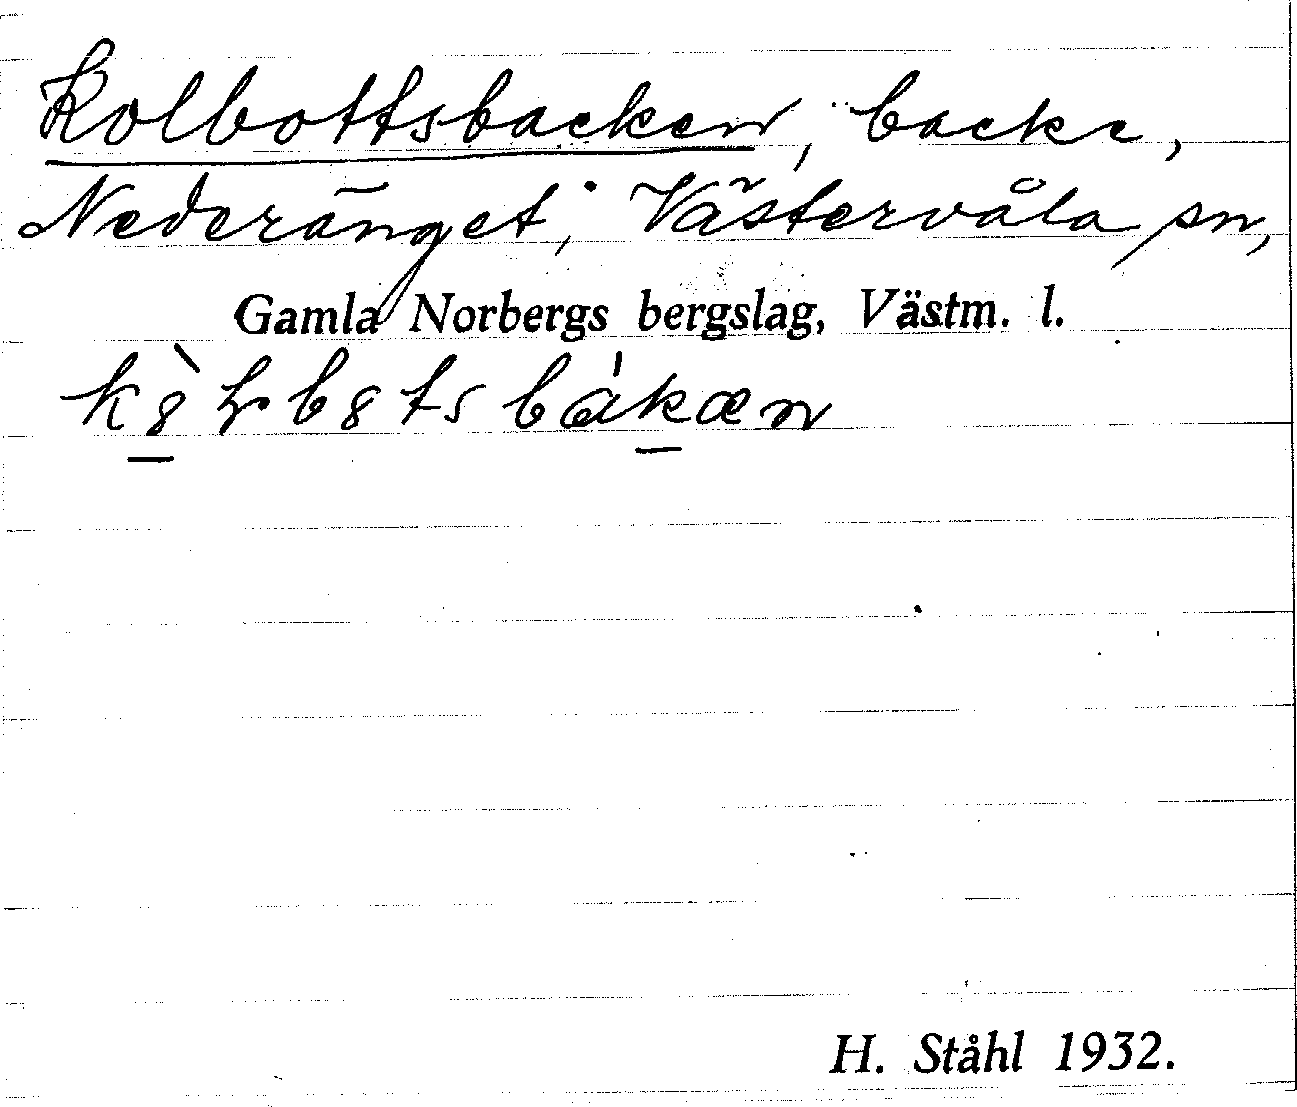 Kolbottsbacken, backe,
Nederänget, Västervåla sn,
Gamla Norbergs bergslag, Västm. l.
H. Ståhl 1932.